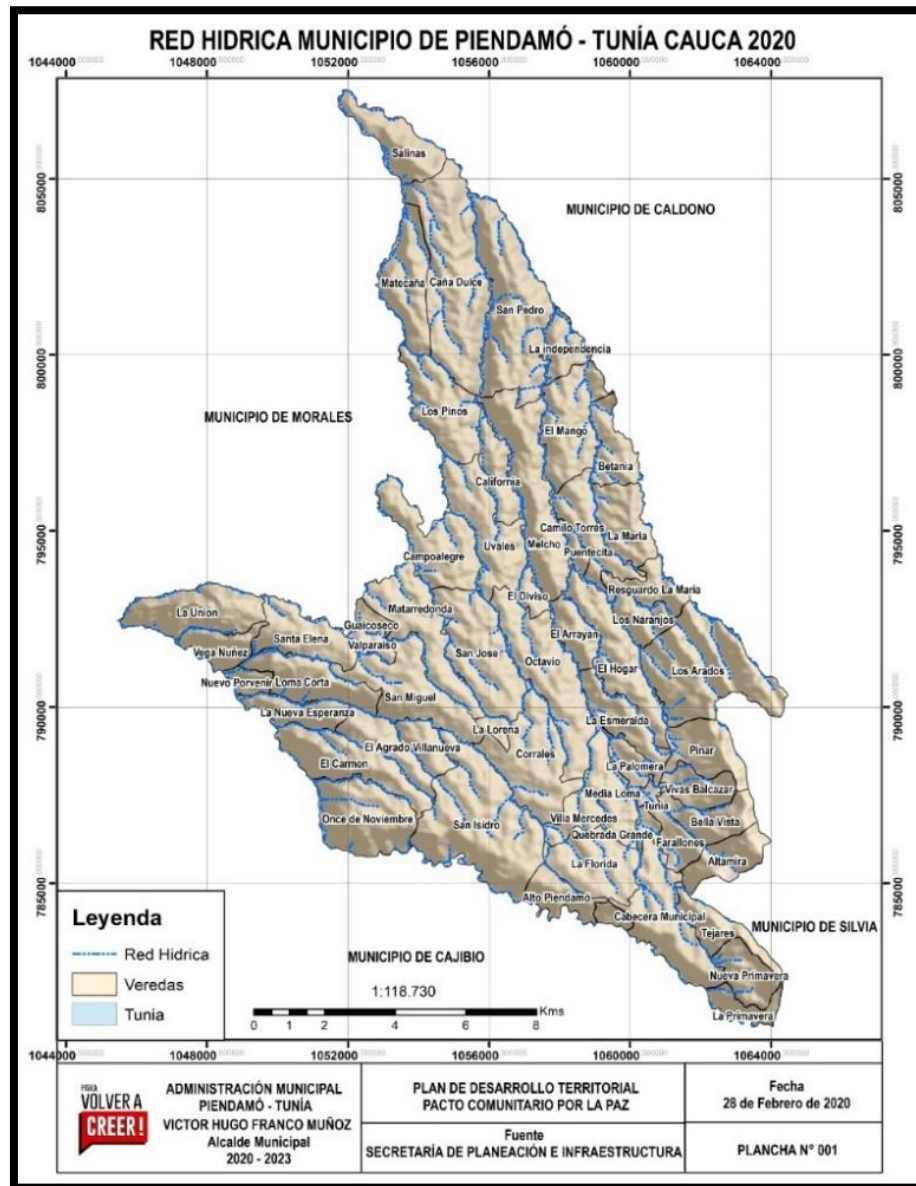 RED HIDRICA MUNICIPIO DE PIENDAMÓ - TUNÍA CAUCA 2020
1044000 1048000 1052000 1056000 1060000 1064000
805000 805000
800000 800000
795000 795000
790000 790000
785000 785000
MUNICIPIO DE CALDONO
MUNICIPIO DE MORALES
MUNICIPIO DE SILVIA
MUNICIPIO DE CAJIBIO
Salinas
Matecaña
Caña Dulce
San Pedro
La independencia
Los Pinos
El Mango
Betania
California
Camilo Torres
La Maria
Uvales
Melcho
Puentecita
Campoalegre
Resguardo La Maria
El Diviso
La Union
Matarredonda
Los Naranjos
Guaicoseco
Santa Elena
El Arrayan
Valparaiso
Vega Nuñez
San Jose
Octavio
El Hogar
Los Arados
Nuevo Porvenir
Loma Corta
San Miguel
La Nueva Esperanza
La Lorena
La Esmeralda
El Agrado Villanueva
Corrales
Pinar
El Carmen
La Palomera
Media Loma
Vivas Balcazar
Tunia
Once de Noviembre
San Isidro
Villa Mercedes
Bella Vista
Quebrada Grande
Farallones
La Florida
Altamira
Alto Piendamo
Cabecera Municipal
Tejares
Nueva Primavera
La Primavera
Leyenda
Red Hidrica
Veredas
Tunia
1:118.730
0 1 2 4 6 8 Kms
1044000 1048000 1052000 1056000 1060000 1064000
PARA
VOLVER A
CREER!
ADMINISTRACIÓN MUNICIPAL
PIENDAMÓ - TUNÍA
VICTOR HUGO FRANCO MUÑOZ
Alcalde Municipal
2020 - 2023
PLAN DE DESARROLLO TERRITORIAL
PACTO COMUNITARIO POR LA PAZ
Fuente
SECRETARÍA DE PLANEACIÓN E INFRAESTRUCTURA
Fecha
28 de Febrero de 2020
PLANCHA N° 001